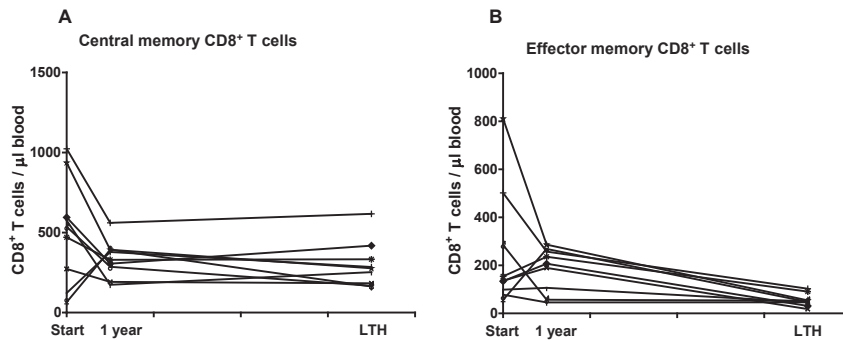 A
Central memory CD8⁺ T cells
CD8⁺ T cells / μl blood
1500
1000
500
0
Start 1 year LTH
B
Effector memory CD8⁺ T cells
CD8⁺ T cells / μl blood
1000
800
600
400
200
0
Start 1 year LTH